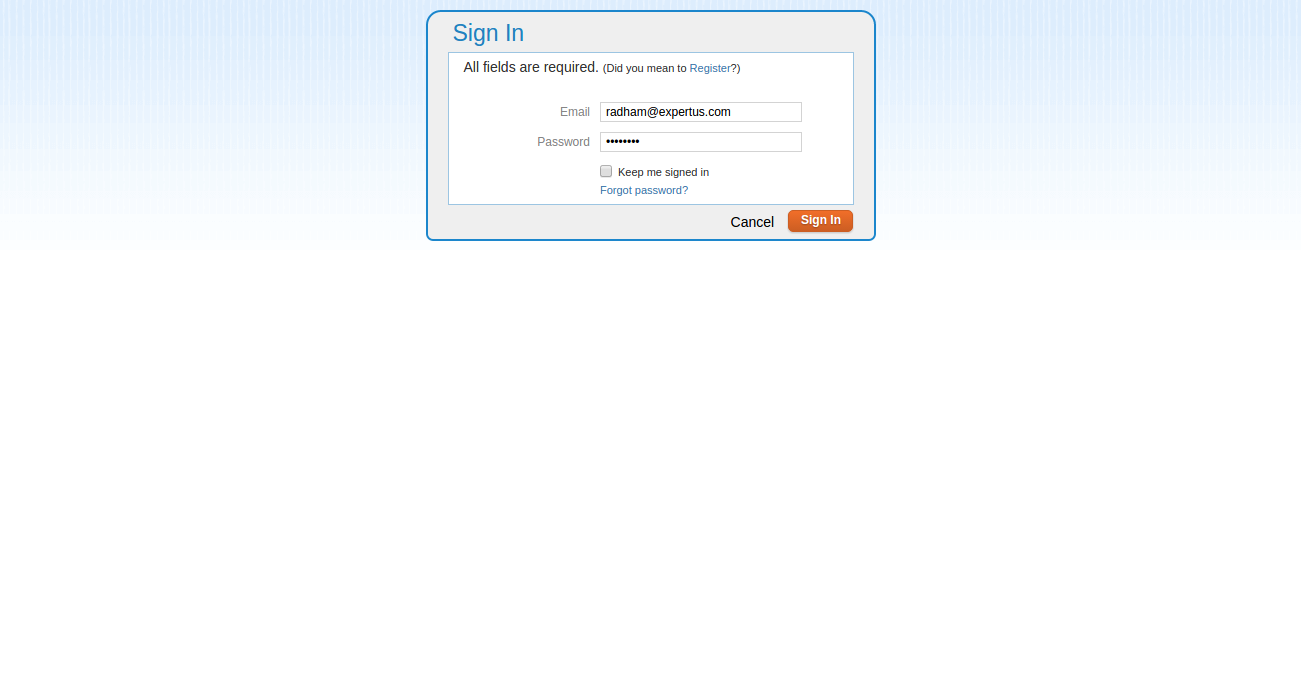 Sign In
All fields are required. (Did you mean to Register?)
Email radham@expertus.com
Password ••••••••
Keep me signed in
Forgot password?
Cancel Sign In